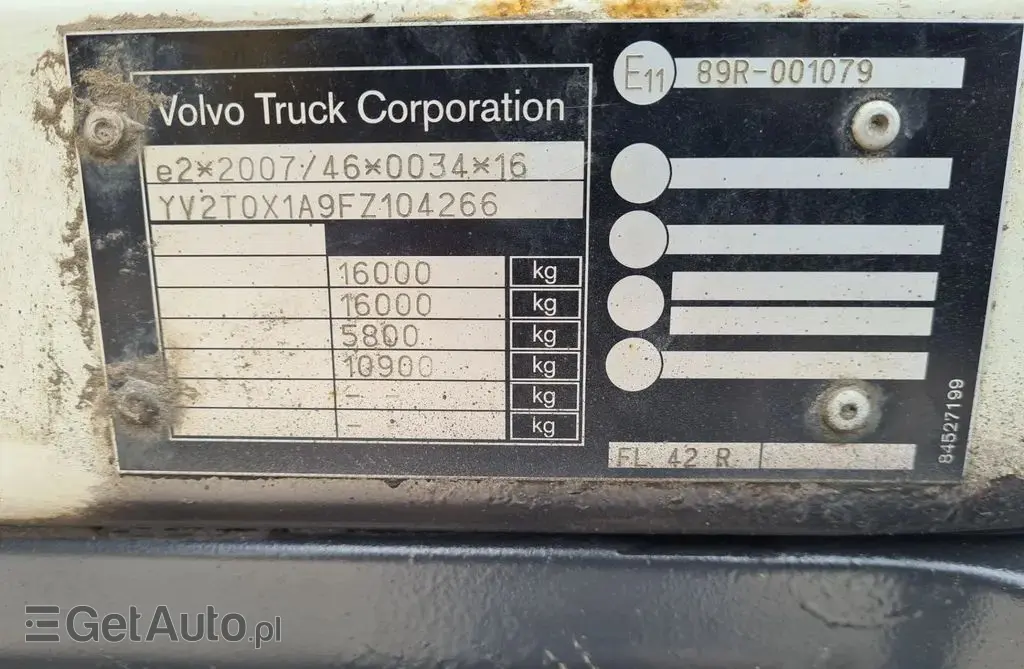 Volvo Truck Corporation
e2*2007/46*0034*16
YV2T0X1A9FZ104266
16000 kg
16000 kg
5800 kg
10900 kg
- - kg
- kg
E11 89R-001079
FL 42 R
84527199
GetAuto.pl